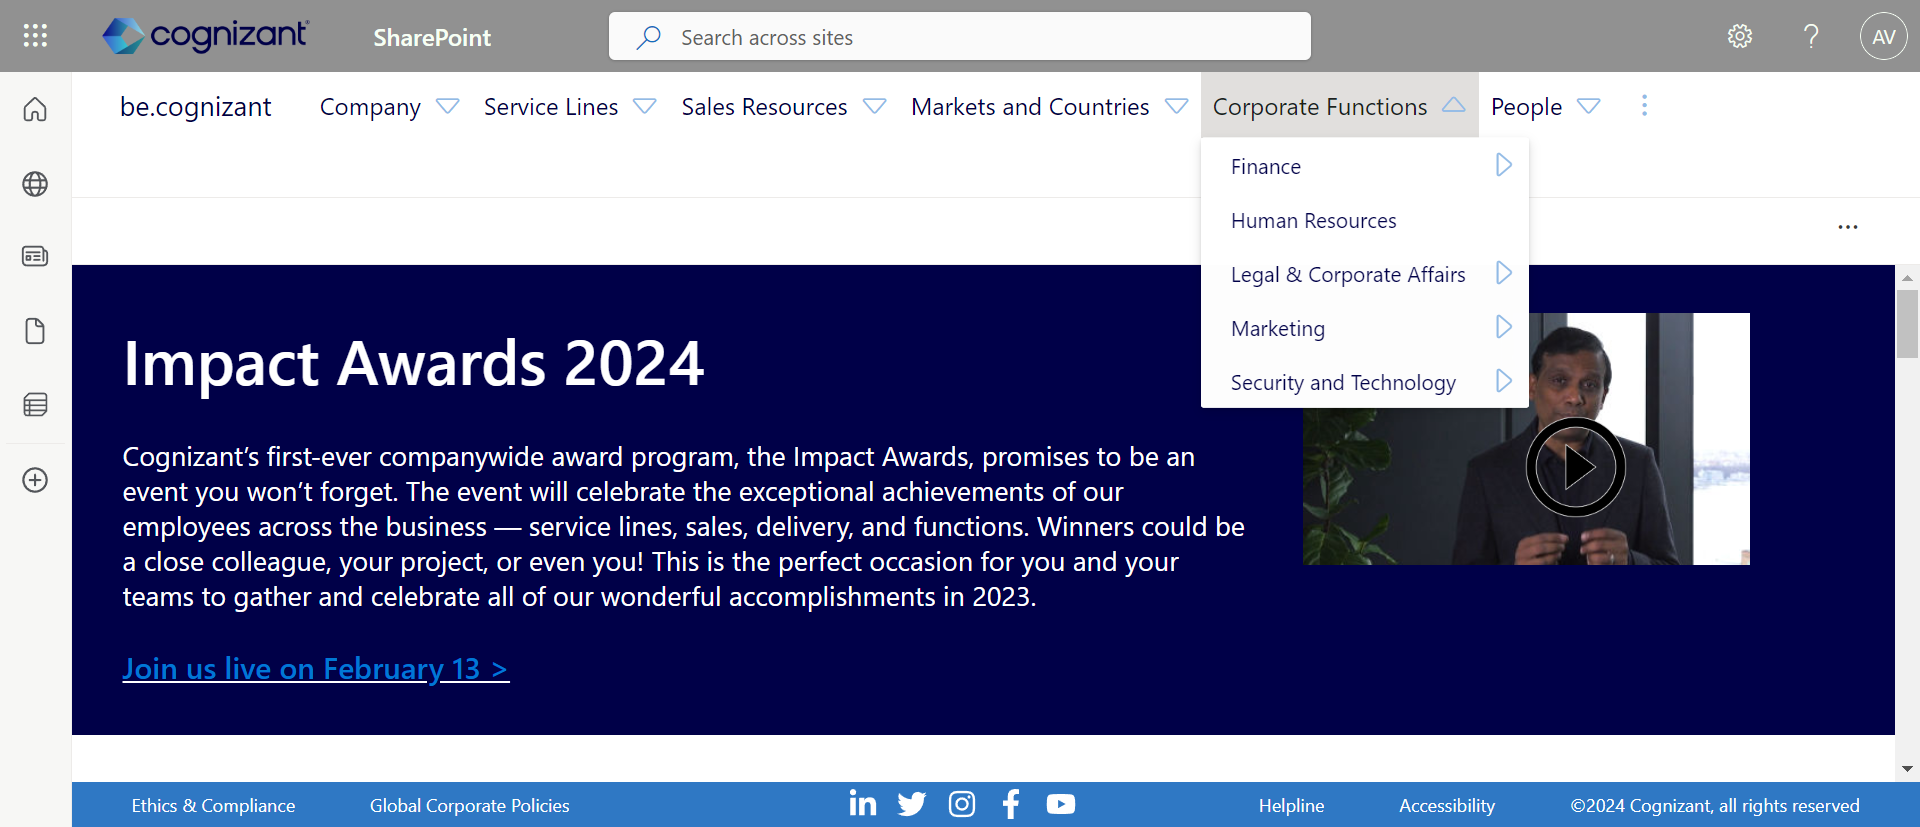 cognizant
SharePoint
Search across sites
AV
be.cognizant
Company
Service Lines
Sales Resources
Markets and Countries
Corporate Functions
People
Finance
Human Resources
Legal & Corporate Affairs
Marketing
Security and Technology
Impact Awards 2024
Cognizant’s first-ever companywide award program, the Impact Awards, promises to be an
event you won’t forget. The event will celebrate the exceptional achievements of our
employees across the business — service lines, sales, delivery, and functions. Winners could be
a close colleague, your project, or even you! This is the perfect occasion for you and your
teams to gather and celebrate all of our wonderful accomplishments in 2023.
Join us live on February 13 >
Ethics & Compliance
Global Corporate Policies
Helpline
Accessibility
©2024 Cognizant, all rights reserved